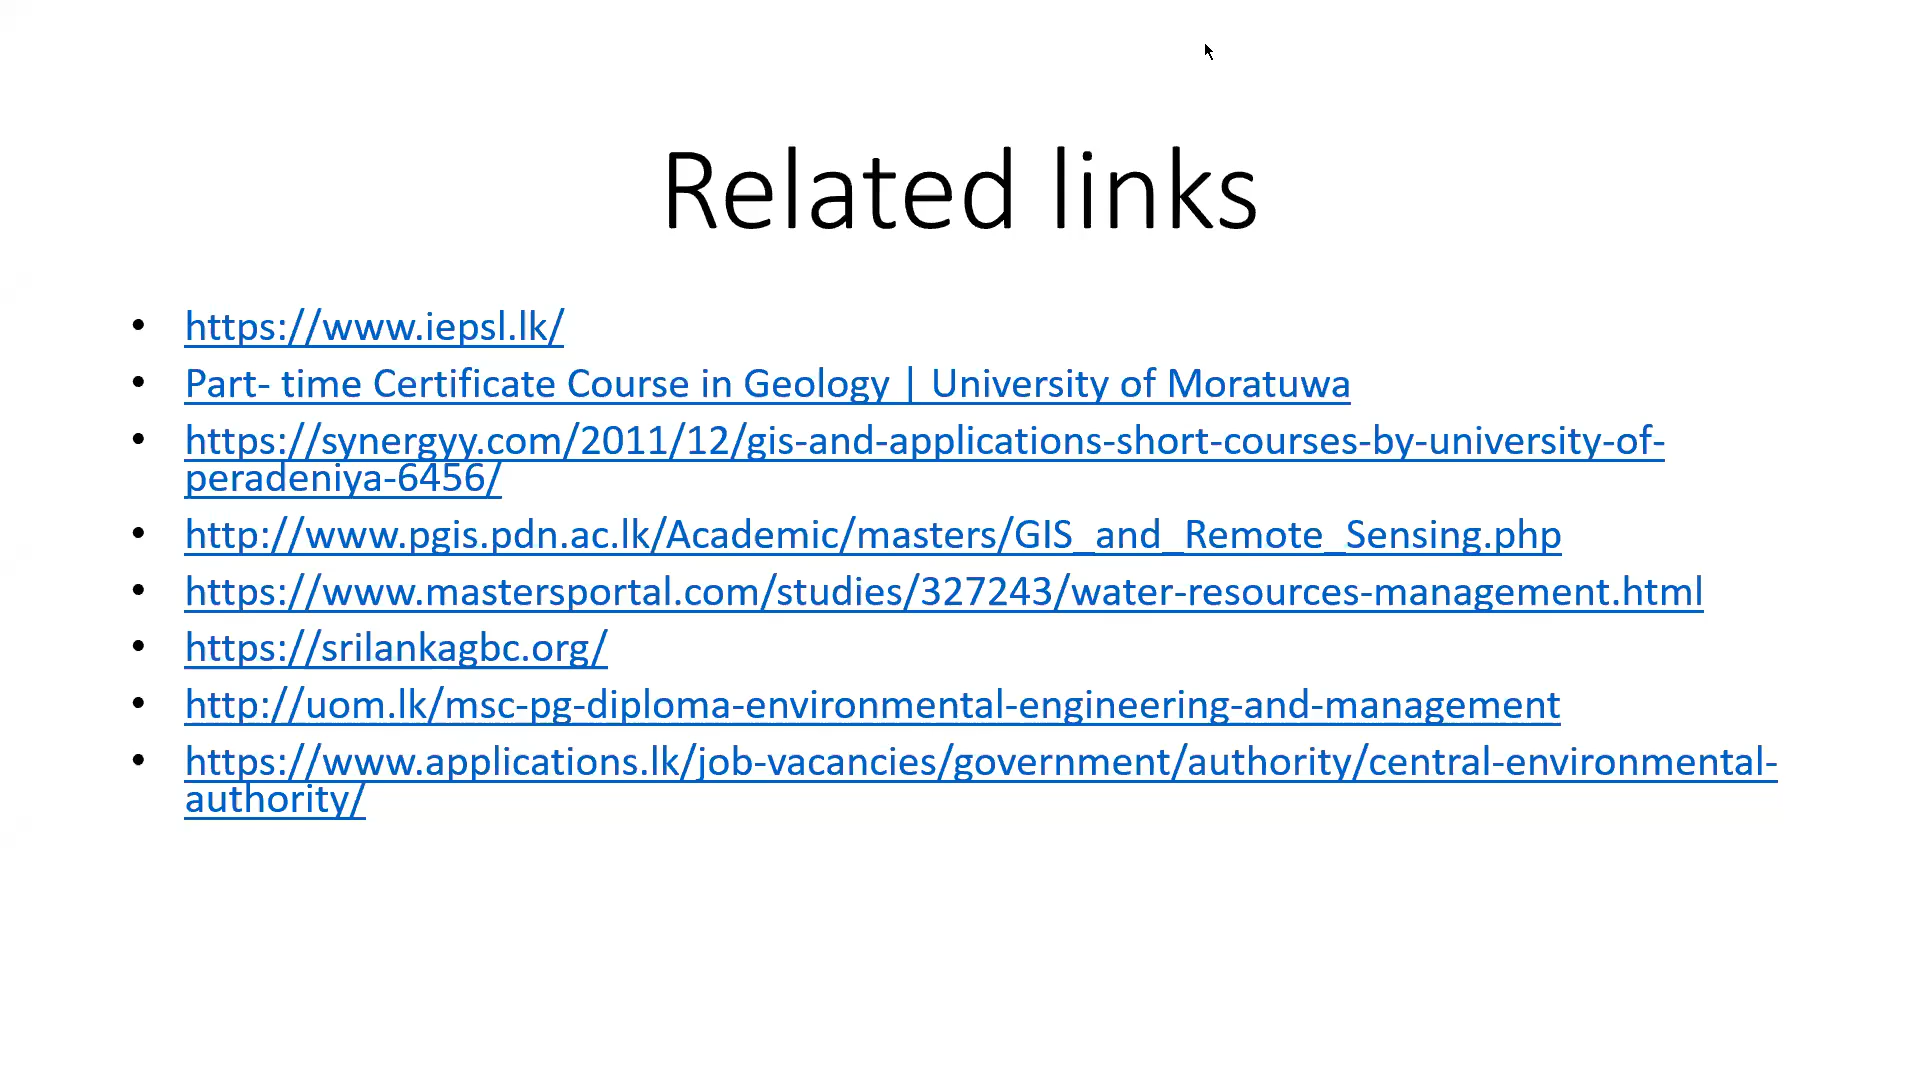 Related links
• https://www.iepsl.lk/
• Part- time Certificate Course in Geology | University of Moratuwa
• https://synergyy.com/2011/12/gis-and-applications-short-courses-by-university-of-
peradeniya-6456/
• http://www.pgis.pdn.ac.lk/Academic/masters/GIS_and_Remote_Sensing.php
• https://www.mastersportal.com/studies/327243/water-resources-management.html
• https://srilankagbc.org/
• http://uom.lk/msc-pg-diploma-environmental-engineering-and-management
• https://www.applications.lk/job-vacancies/government/authority/central-environmental-
authority/